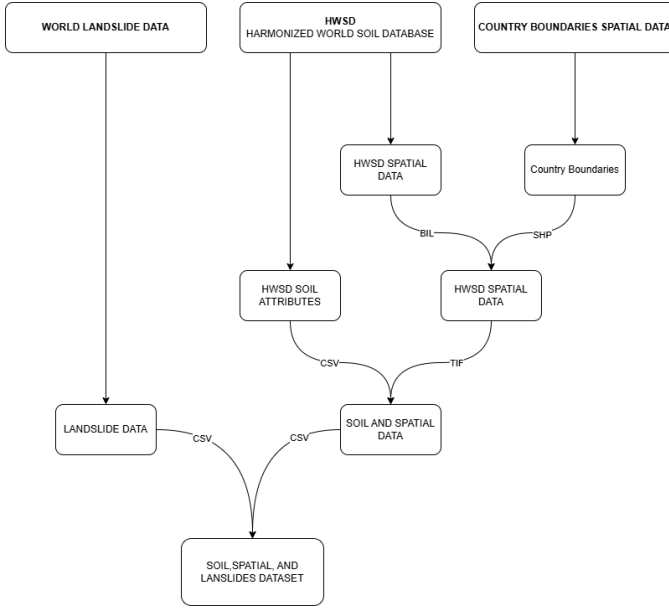 WORLD LANDSLIDE DATA
HWSD
HARMONIZED WORLD SOIL DATABASE
COUNTRY BOUNDARIES SPATIAL DATA
HWSD SPATIAL
DATA
Country Boundaries
BIL
SHP
HWSD SOIL
ATTRIBUTES
HWSD SPATIAL
DATA
CSV
TIF
LANDSLIDE DATA
SOIL AND SPATIAL
DATA
CSV
CSV
SOIL,SPATIAL, AND
LANSLIDES DATASET